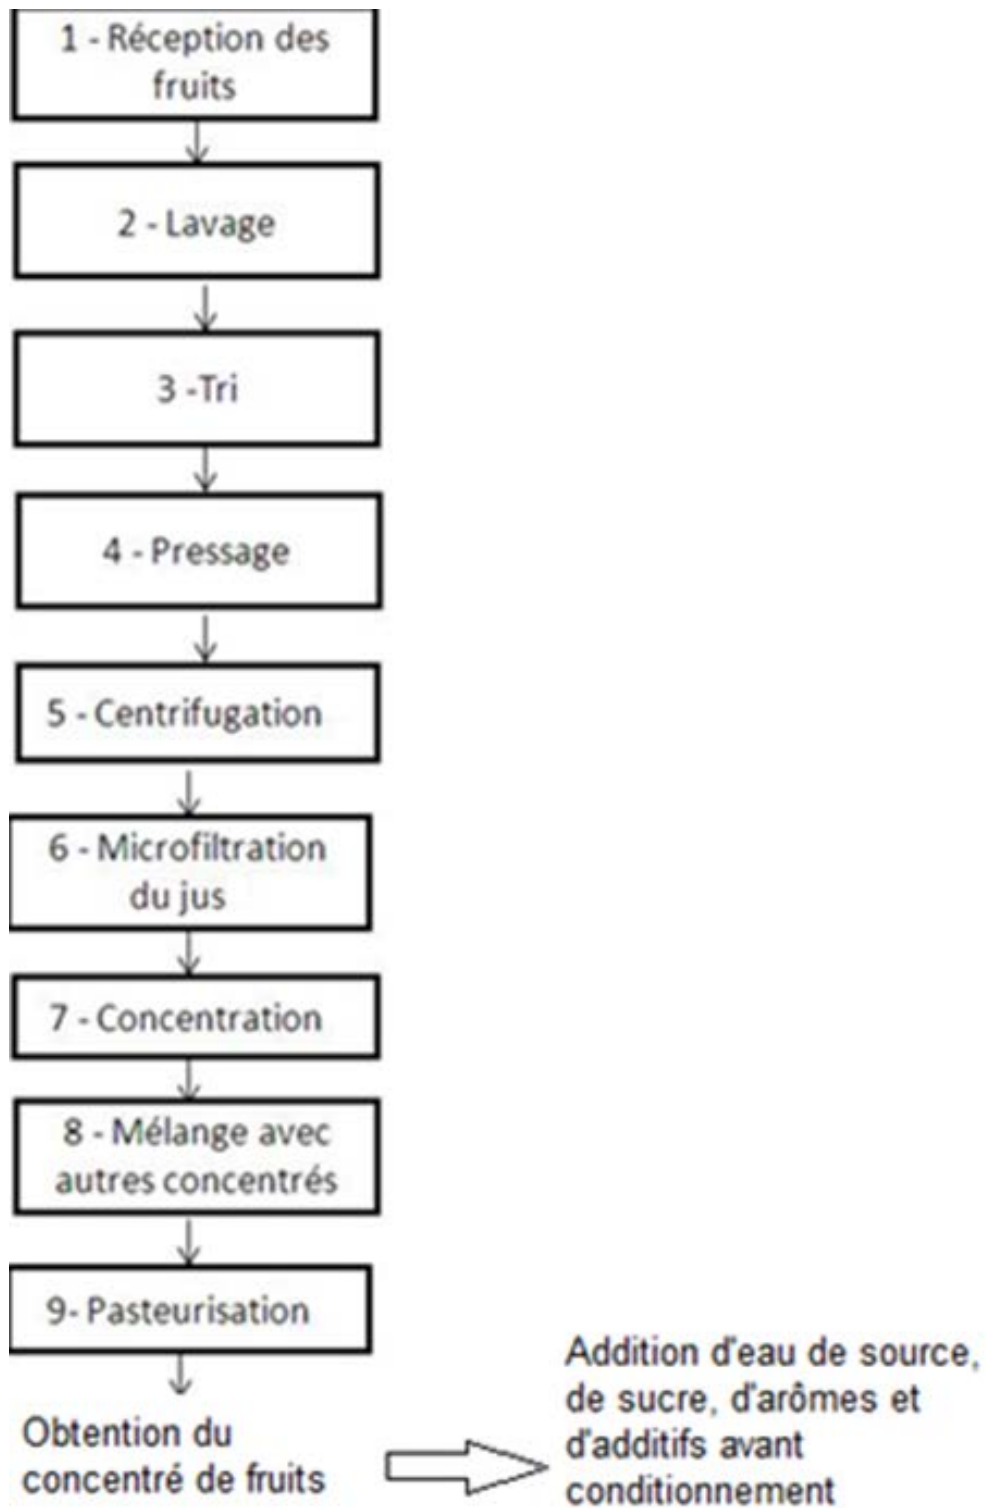 1 - Réception des
fruits
2 - Lavage
3 -Tri
4 - Pressage
5 - Centrifugation
6 - Microfiltration
du jus
7 - Concentration
8 - Mélange avec
autres concentrés
9- Pasteurisation
Obtention du
concentré de fruits
Addition d'eau de source,
de sucre, d'arômes et
d'additifs avant
conditionnement